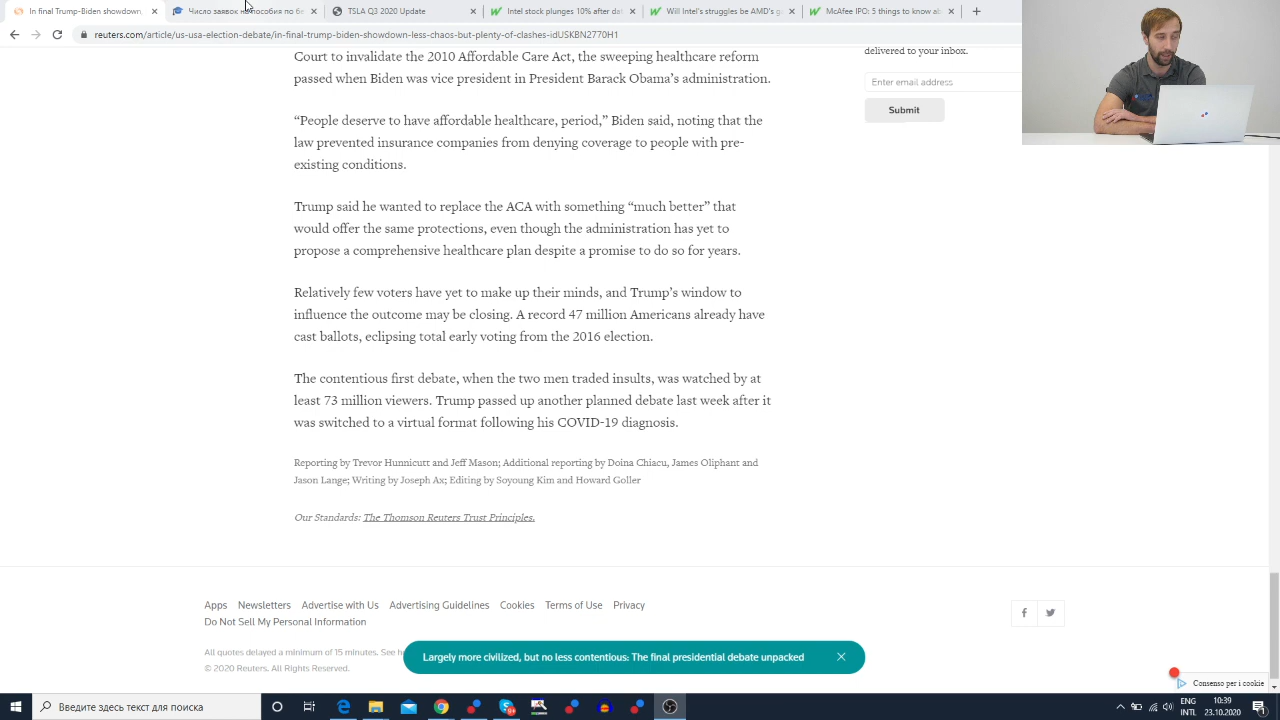 In final Trump-Biden showdown
Число заявок на пособия по бе
TSLA Q3 2020 Update
Intel stock plunges 10% after dat
Intel's struggles be AMD's g
McAfee IPO: 5 things to know ab
reuters.com/article/us-usa-election-debate/in-final-trump-biden-showdown-less-chaos-but-plenty-of-clashes-idUSKBN2770H1
Court to invalidate the 2010 Affordable Care Act, the sweeping healthcare reform
passed when Biden was vice president in President Barack Obama’s administration.
“People deserve to have affordable healthcare, period,” Biden said, noting that the
law prevented insurance companies from denying coverage to people with pre-
existing conditions.
Trump said he wanted to replace the ACA with something “much better” that
would offer the same protections, even though the administration has yet to
propose a comprehensive healthcare plan despite a promise to do so for years.
Relatively few voters have yet to make up their minds, and Trump’s window to
influence the outcome may be closing. A record 47 million Americans already have
cast ballots, eclipsing total early voting from the 2016 election.
The contentious first debate, when the two men traded insults, was watched by at
least 73 million viewers. Trump passed up another planned debate last week after it
was switched to a virtual format following his COVID-19 diagnosis.
Reporting by Trevor Hunnicutt and Jeff Mason; Additional reporting by Doina Chiacu, James Oliphant and
Jason Lange; Writing by Joseph Ax; Editing by Soyoung Kim and Howard Goller
Our Standards: The Thomson Reuters Trust Principles.
delivered to your inbox.
Enter email address
Submit
Apps Newsletters Advertise with Us Advertising Guidelines Cookies Terms of Use Privacy
Do Not Sell My Personal Information
All quotes delayed a minimum of 15 minutes. See h
© 2020 Reuters. All Rights Reserved.
Largely more civilized, but no less contentious: The final presidential debate unpacked
Consenso per i cookie
Введите здесь текст для поиска
INTL
10:39
23.10.2020